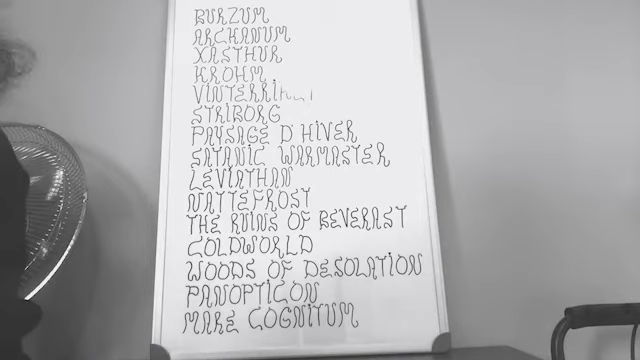 BURZUM
ARCHANUM
XASTHUR
KROHM
STRIBORG
PAYSAGE D'HIVER
SATANIC WARMASTER
LEVIATHAN
NATTEFROST
THE RUINS OF BEVERAST
COLDWORLD
WOODS OF DESOLATION
PANOPTICON
MARE COGNITUM